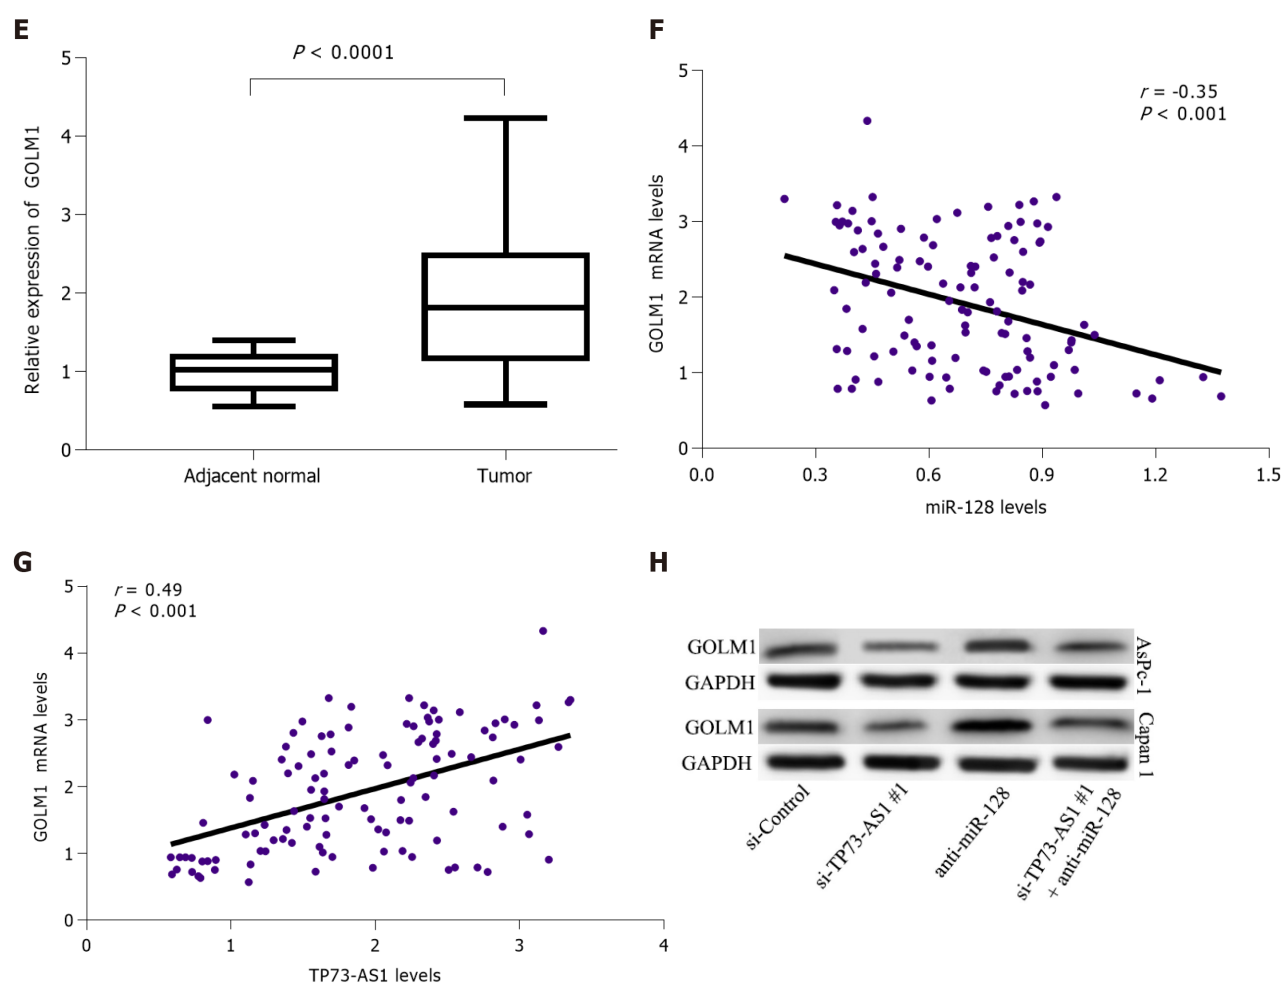 E
P < 0.0001
Relative expression of GOLM1
5
4
3
2
1
0
Adjacent normal
Tumor
F
r = -0.35
P < 0.001
GOLM1 mRNA levels
5
4
3
2
1
0
0.0
0.3
0.6
0.9
1.2
1.5
miR-128 levels
G
r = 0.49
P < 0.001
GOLM1 mRNA levels
5
4
3
2
1
0
0
1
2
3
4
TP73-AS1 levels
H
GOLM1
GAPDH
AsPc-1
GOLM1
GAPDH
Capan 1
si-Control
si-TP73-AS1 #1
anti-miR-128
si-TP73-AS1 #1
+ anti-miR-128